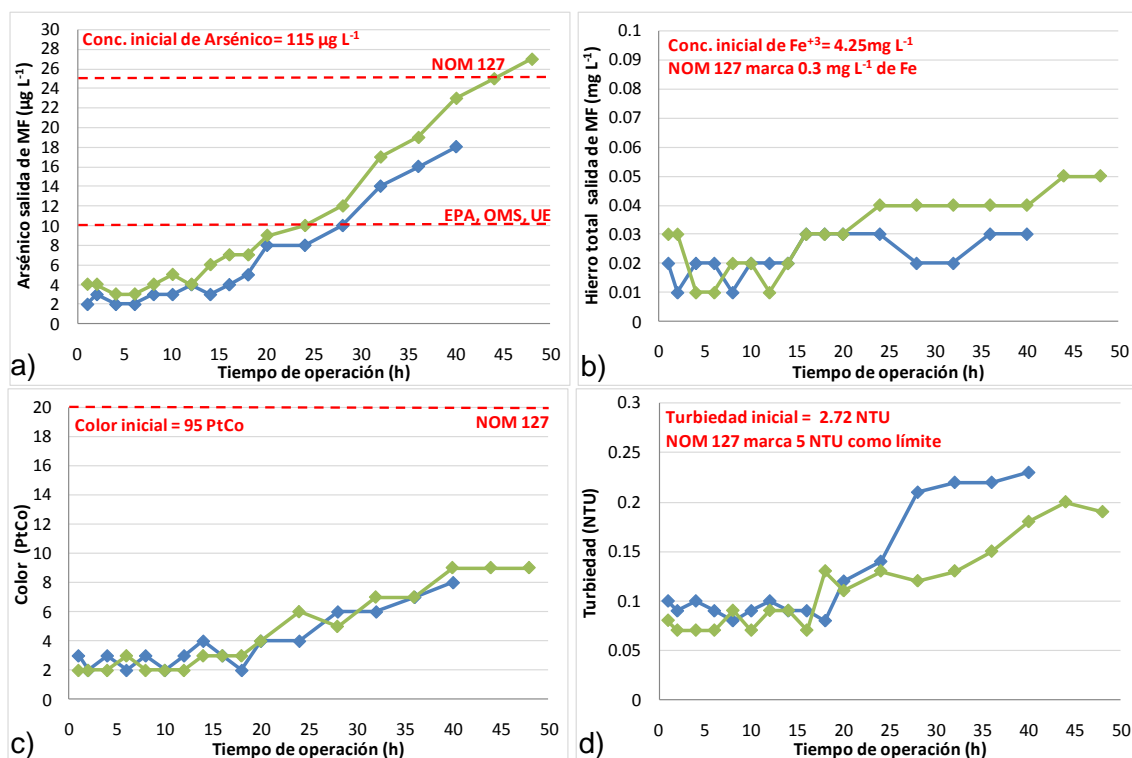 30
28
26
24
22
20
18
16
14
12
10
8
6
4
2
0
Arsénico salida de MF (µg L⁻¹)
Conc. inicial de Arsénico= 115 µg L⁻¹
NOM 127
EPA, OMS, UE
0 5 10 15 20 25 30 35 40 45 50
a)
Tiempo de operación (h)
0.1
0.09
0.08
0.07
0.06
0.05
0.04
0.03
0.02
0.01
0
Hierro total salida de MF (mg L⁻¹)
Conc. inicial de Fe⁺³= 4.25mg L⁻¹
NOM 127 marca 0.3 mg L⁻¹ de Fe
0 5 10 15 20 25 30 35 40 45 50
b)
Tiempo de operación (h)
20
18
16
14
12
10
8
6
4
2
0
Color (PtCo)
Color inicial = 95 PtCo
NOM 127
0 5 10 15 20 25 30 35 40 45 50
c)
Tiempo de operación (h)
0.3
0.25
0.2
0.15
0.1
0.05
0
Turbiedad (NTU)
Turbiedad inicial = 2.72 NTU
NOM 127 marca 5 NTU como límite
0 5 10 15 20 25 30 35 40 45 50
d)
Tiempo de operación (h)